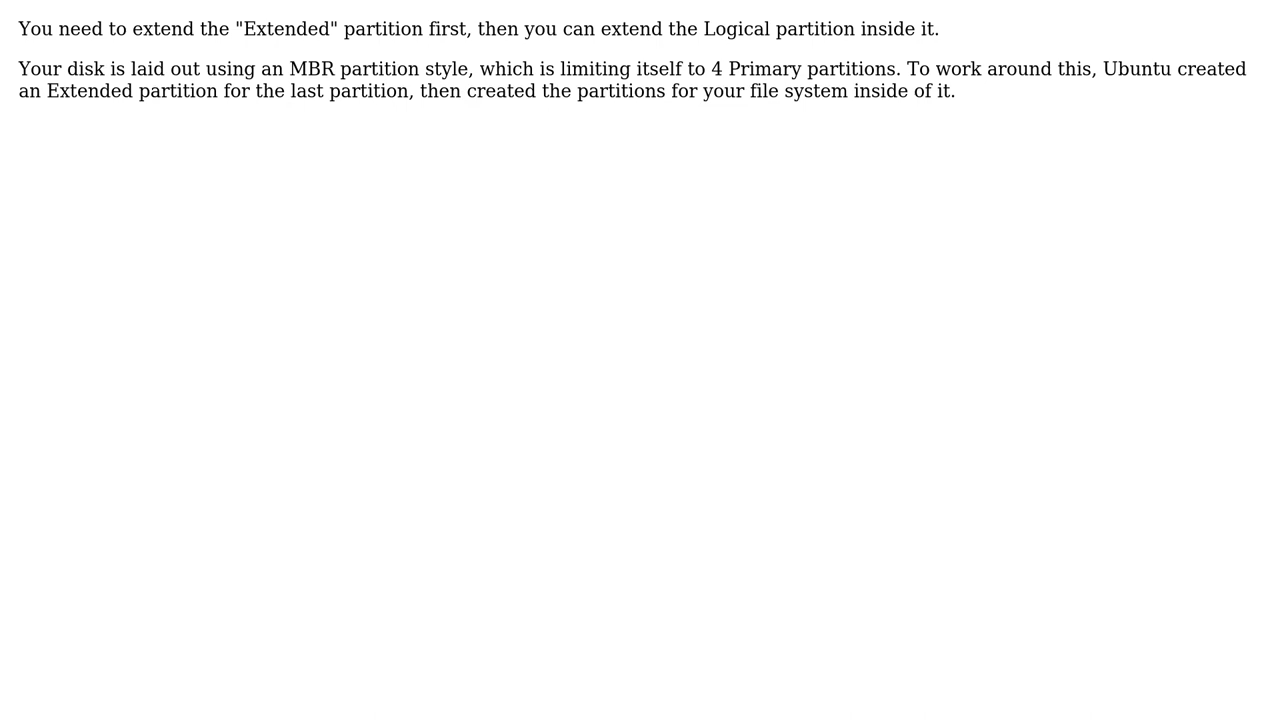 You need to extend the "Extended" partition first, then you can extend the Logical partition inside it.
Your disk is laid out using an MBR partition style, which is limiting itself to 4 Primary partitions. To work around this, Ubuntu created
an Extended partition for the last partition, then created the partitions for your file system inside of it.